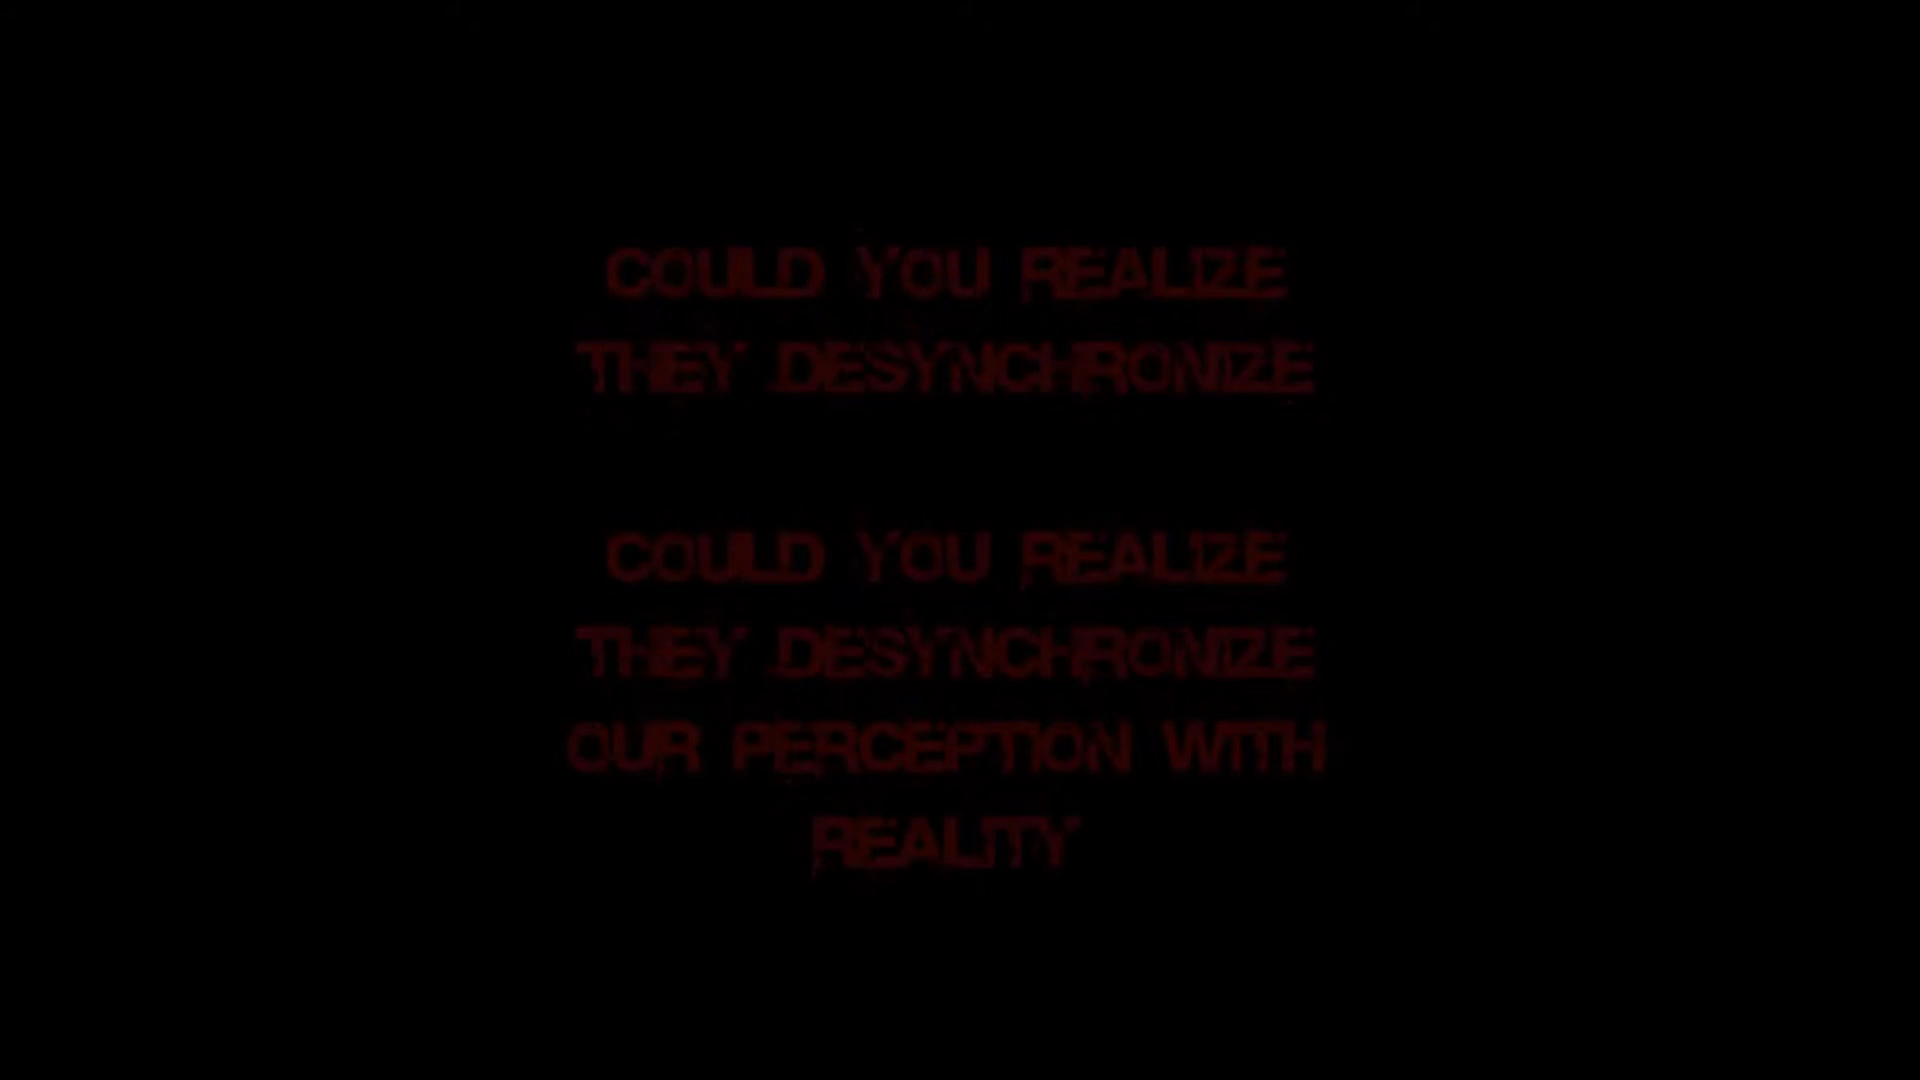 COULD YOU REALIZE
THEY DESYNCHRONIZE
COULD YOU REALIZE
THEY DESYNCHRONIZE
OUR PERCEPTION WITH
REALITY